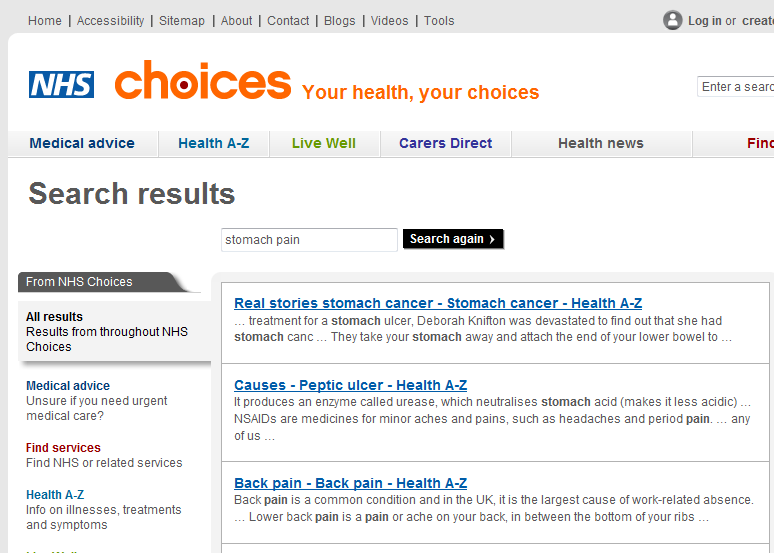 Home | Accessibility | Sitemap | About | Contact | Blogs | Videos | Tools
Log in or create
NHS choices Your health, your choices
Enter a searc
Medical advice Health A-Z Live Well Carers Direct Health news Find
Search results
stomach pain Search again
From NHS Choices
All results
Results from throughout NHS
Choices
Medical advice
Unsure if you need urgent
medical care?
Find services
Find NHS or related services
Health A-Z
Info on illnesses, treatments
and symptoms
Real stories stomach cancer - Stomach cancer - Health A-Z
... treatment for a stomach ulcer, Deborah Knifton was devastated to find out that she had
stomach canc ... They take your stomach away and attach the end of your lower bowel to ...
Causes - Peptic ulcer - Health A-Z
It produces an enzyme called urease, which neutralises stomach acid (makes it less acidic) ...
NSAIDs are medicines for minor aches and pains, such as headaches and period pain. ... any
of us ...
Back pain - Back pain - Health A-Z
Back pain is a common condition and in the UK, it is the largest cause of work-related absence.
... Lower back pain is a pain or ache on your back, in between the bottom of your ribs ...